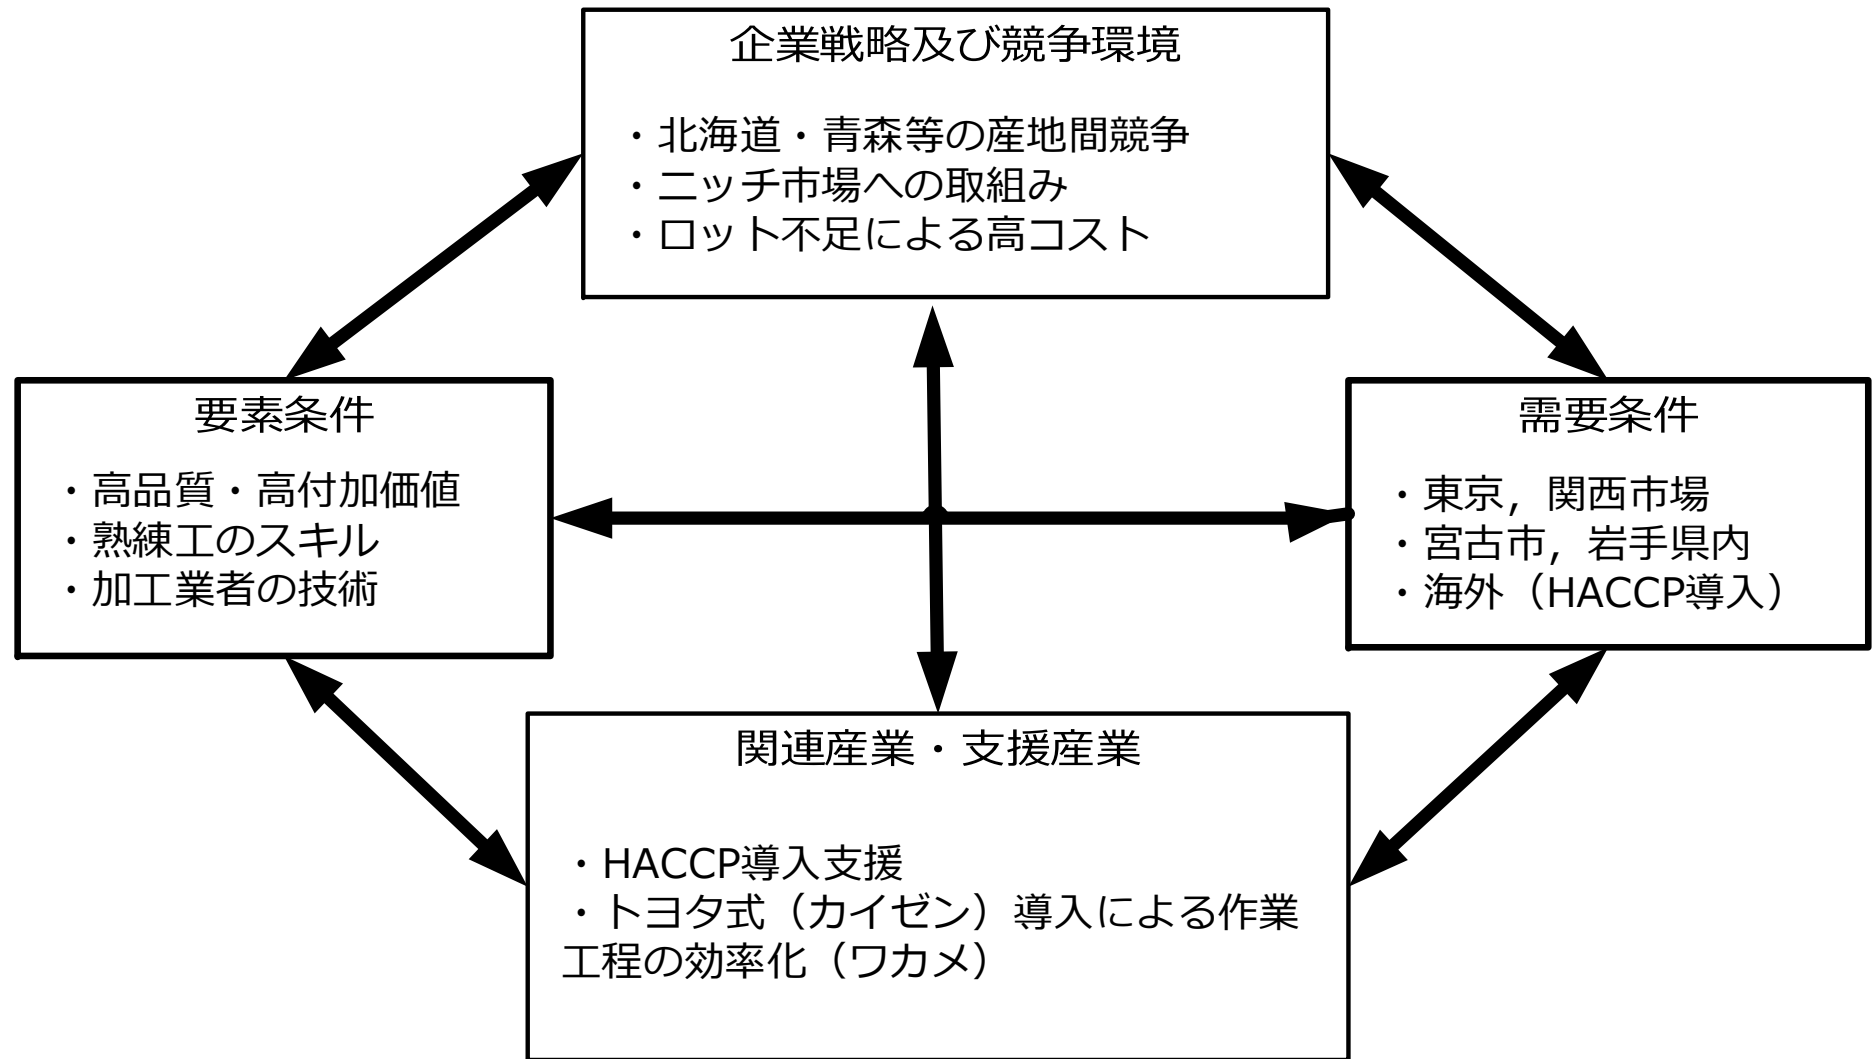 企業戦略及び競争環境
・北海道・青森等の産地間競争
・ニッチ市場への取組み
・ロット不足による高コスト
要素条件
・高品質・高付加価値
・熟練工のスキル
・加工業者の技術
需要条件
・東京，関西市場
・宮古市，岩手県内
・海外（HACCP導入）
関連産業・支援産業
・HACCP導入支援
・トヨタ式（カイゼン）導入による作業
工程の効率化（ワカメ）